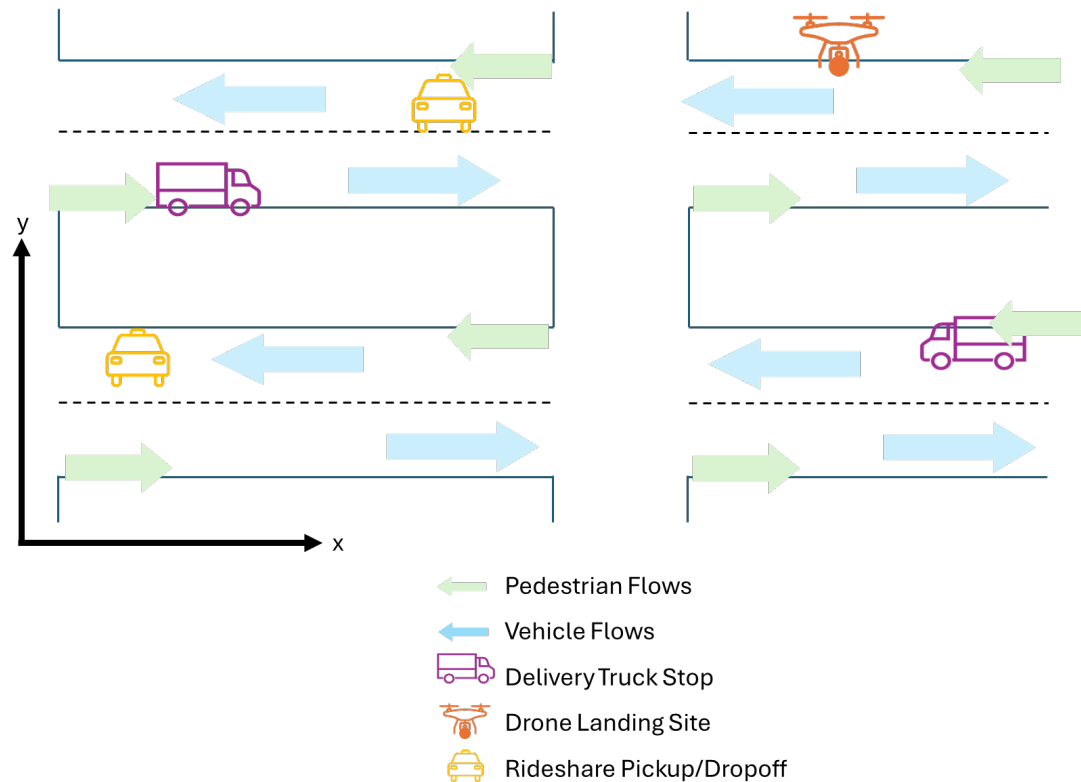 y
x
Pedestrian Flows
Vehicle Flows
Delivery Truck Stop
Drone Landing Site
Rideshare Pickup/Dropoff